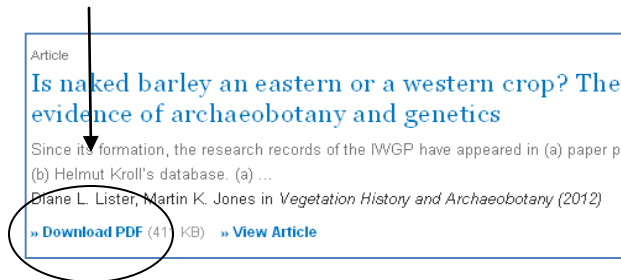 Article
Is naked barley an eastern or a western crop? The
evidence of archaeobotany and genetics
Since its formation, the research records of the IWGP have appeared in (a) paper p
(b) Helmut Kroll's database. (a) ...
Diane L. Lister, Martin K. Jones in Vegetation History and Archaeobotany (2012)
» Download PDF (411 KB) » View Article